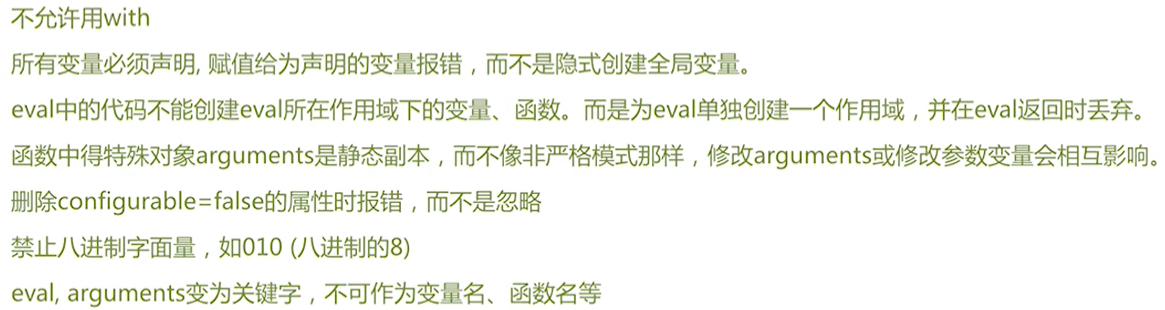 不允许用with
所有变量必须声明, 赋值给为声明的变量报错，而不是隐式创建全局变量。
eval中的代码不能创建eval所在作用域下的变量、函数。而是为eval单独创建一个作用域，并在eval返回时丢弃。
函数中得特殊对象arguments是静态副本，而不像非严格模式那样，修改arguments或修改参数变量会相互影响。
删除configurable=false的属性时报错，而不是忽略
禁止八进制字面量，如010 (八进制的8)
eval, arguments变为关键字，不可作为变量名、函数名等